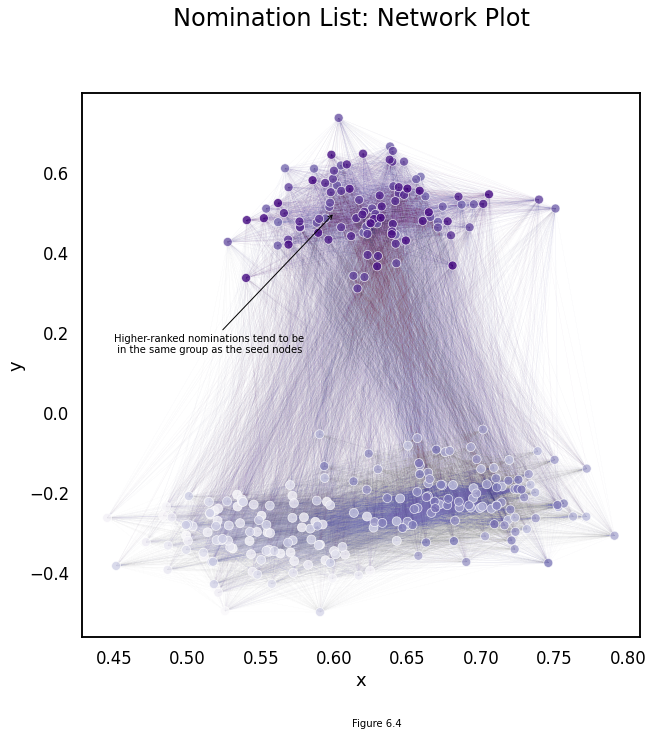 Nomination List: Network Plot
0.6
0.4
0.2
Higher-ranked nominations tend to be
in the same group as the seed nodes
y
0.0
−0.2
−0.4
0.45 0.50 0.55 0.60 0.65 0.70 0.75 0.80
x
Figure 6.4